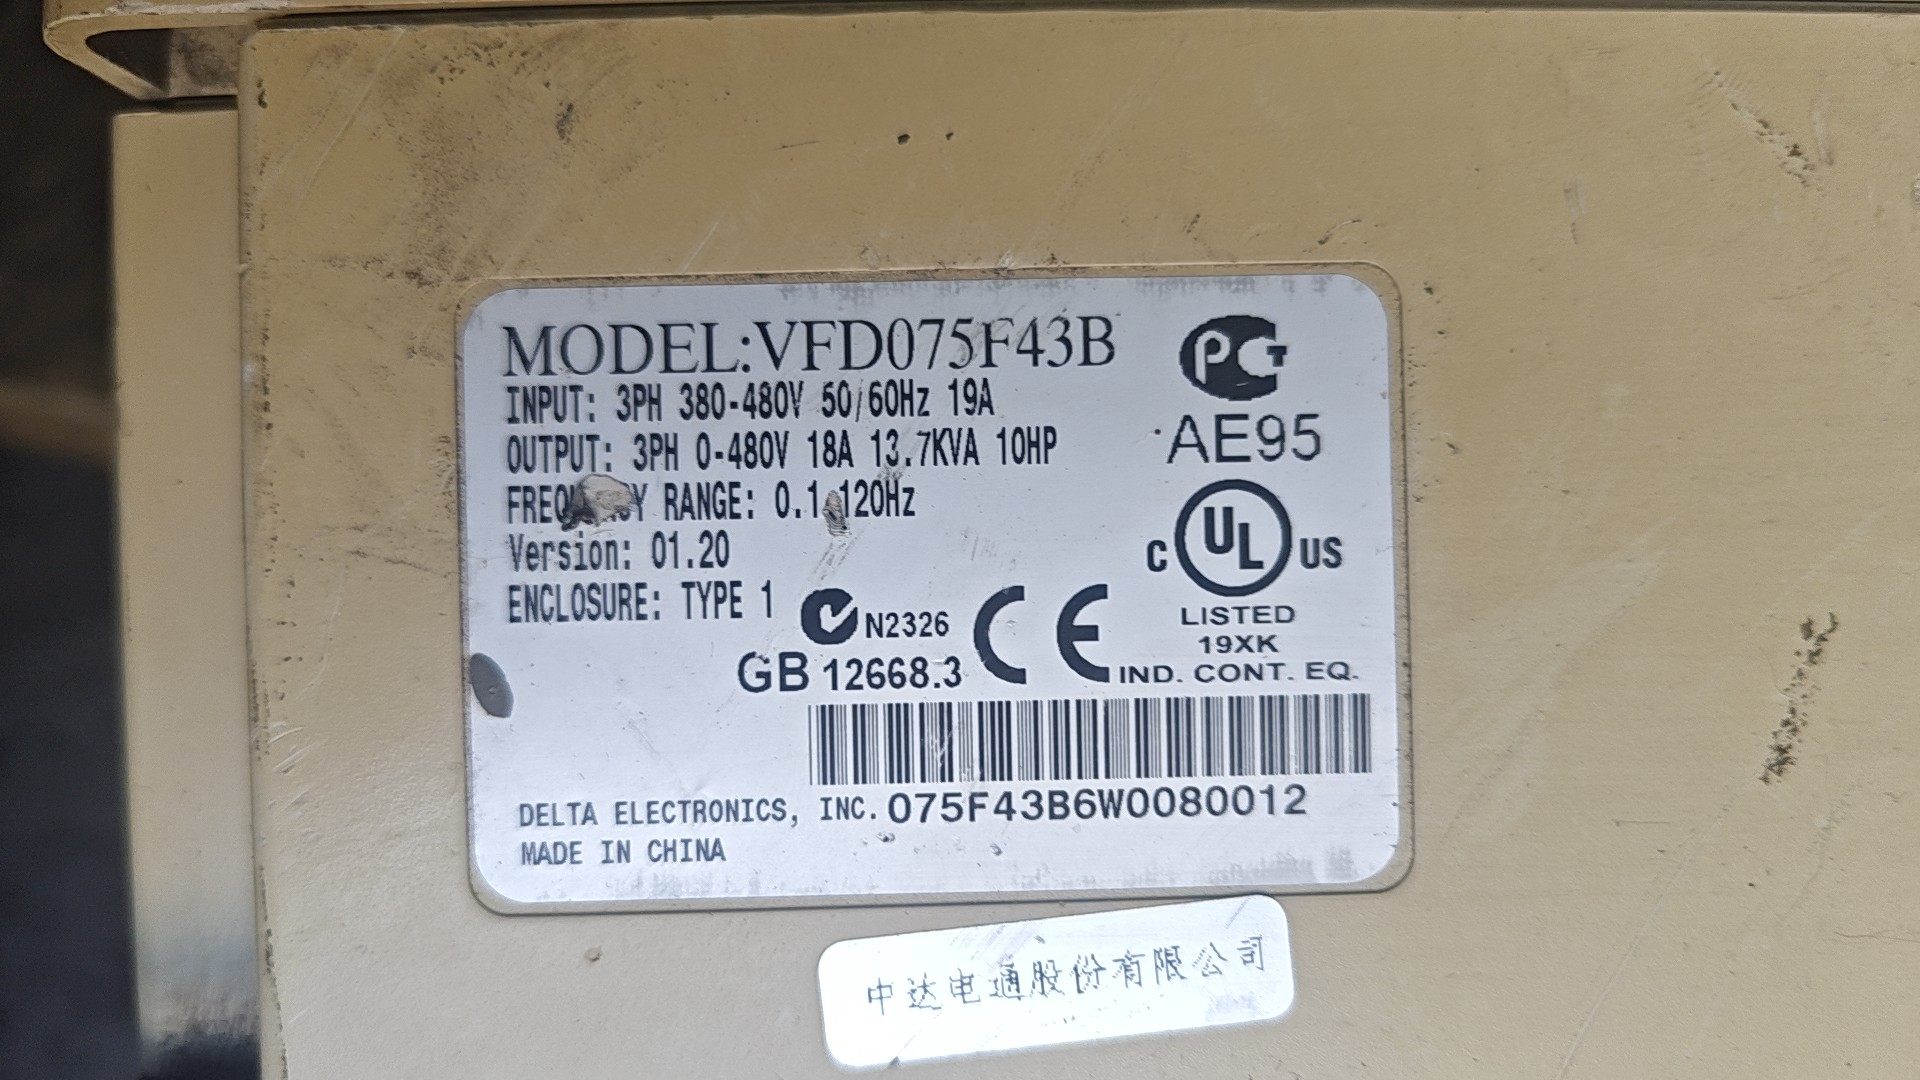 MODEL:VFD075F43B
INPUT: 3PH 380-480V 50/60Hz 19A
OUTPUT: 3PH 0-480V 18A 13.7KVA 10HP
RANGE: 0.1 120Hz
Version: 01.20
ENCLOSURE: TYPE 1
N2326
GB 12668.3
CE
PCT
AE95
C UL US
LISTED
19XK
IND. CONT. EQ.
DELTA ELECTRONICS, INC. 075F43B6W0080012
MADE IN CHINA
中达电通股份有限公司